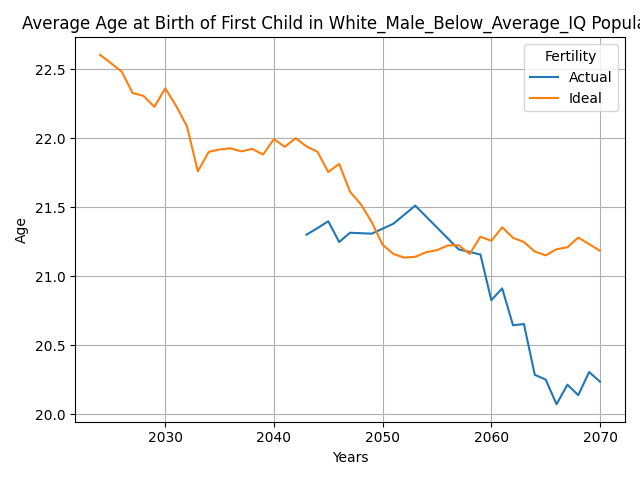 Average Age at Birth of First Child in White_Male_Below_Average_IQ Popula
Fertility
Actual
Ideal
Age
22.5
22.0
21.5
21.0
20.5
20.0
2030 2040 2050 2060 2070
Years